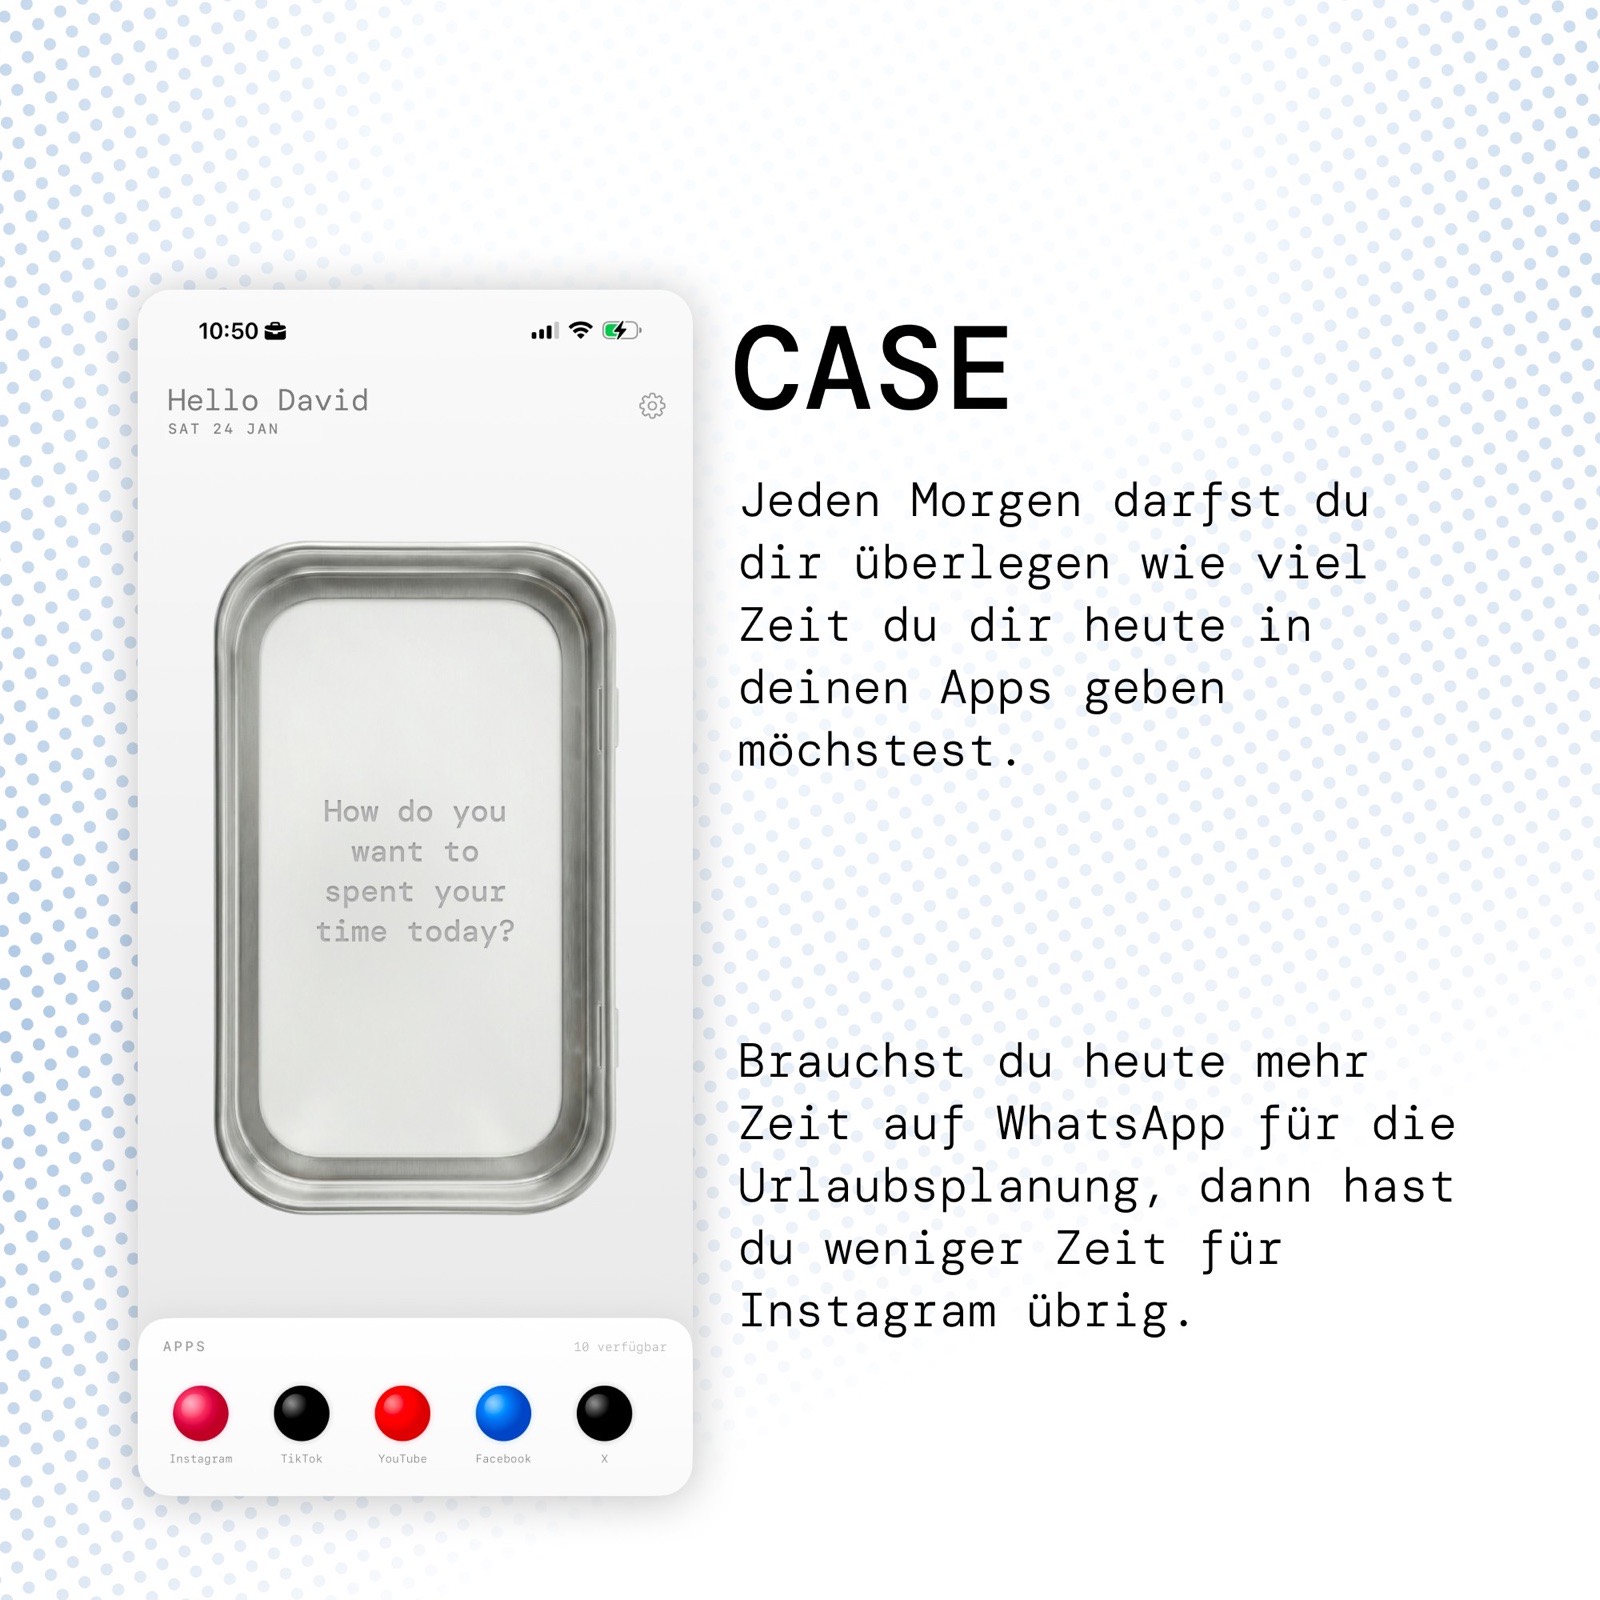 10:50
Hello David
SAT 24 JAN
How do you
want to
spent your
time today?
APPS
10 verfügbar
Instagram
TikTok
YouTube
Facebook
X
CASE
Jeden Morgen darfst du
dir überlegen wie viel
Zeit du dir heute in
deinen Apps geben
möchstest.
Brauchst du heute mehr
Zeit auf WhatsApp für die
Urlaubsplanung, dann hast
du weniger Zeit für
Instagram übrig.